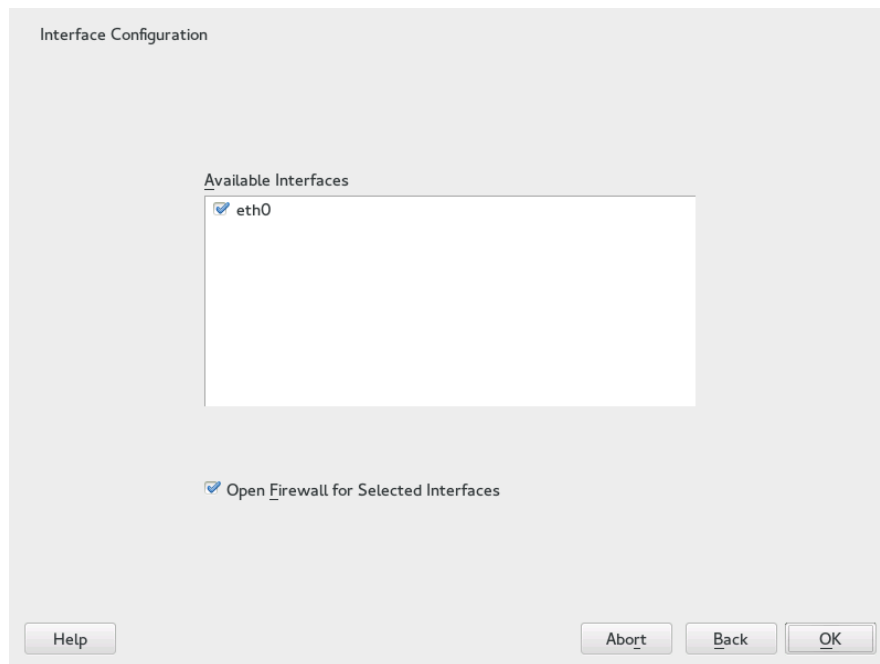 Interface Configuration
Available Interfaces
eth0
Open Firewall for Selected Interfaces
Help
Abort
Back
OK